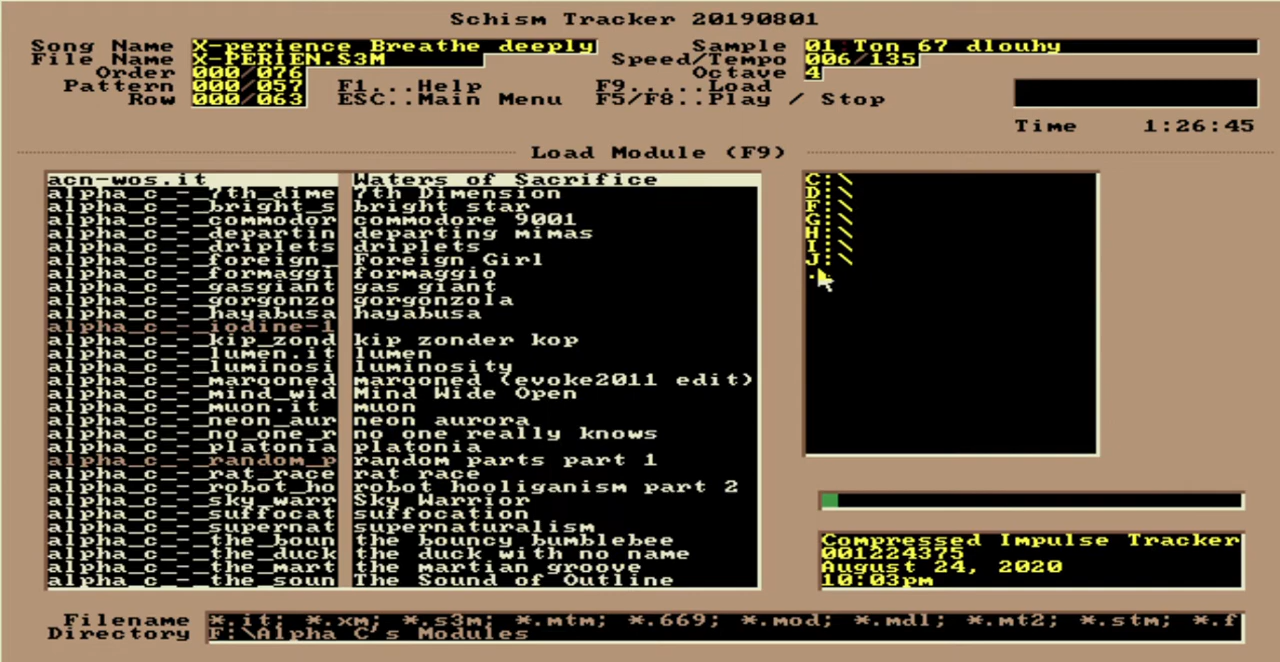 Schism Tracker 20190801
Song Name X-perience Breathe deeply Sample 01 Ton 67 dlouhy
File Name X-PERIEN.S3M Speed/Tempo 006/135
Order 000/076 Octave 4
Pattern 000/057 F1...Help F9.....Load
Row 000/063 ESC..Main Menu F5/F8..Play / Stop
Time 1:26:45
Load Module (F9)
acn-wos.it Waters of Sacrifice C:\
alpha_c_-_7th_dime 7th Dimension D:\
alpha_c_-_bright_s bright star F:\
alpha_c_-_commodor commodore 9001 G:\
alpha_c_-_departin departing mimas H:\
alpha_c_-_driplets driplets I:\
alpha_c_-_foreign_ Foreign Girl J:\
alpha_c_-_formaggi formaggio
alpha_c_-_gasgiant gas giant
alpha_c_-_gorgonzo gorgonzola
alpha_c_-_hayabusa hayabusa
alpha_c_-_iodine-1
alpha_c_-_kip_zond kip zonder kop
alpha_c_-_lumen.it lumen
alpha_c_-_luminosi luminosity
alpha_c_-_marooned marooned (evoke2011 edit)
alpha_c_-_mind_wid Mind Wide Open
alpha_c_-_muon.it muon
alpha_c_-_neon_aur neon aurora
alpha_c_-_no_one_r no one really knows
alpha_c_-_platonia platonia
alpha_c_-_random_p random parts part 1
alpha_c_-_rat_race rat race
alpha_c_-_robot_ho robot hooliganism part 2
alpha_c_-_sky_warr Sky Warrior
alpha_c_-_suffocat suffocation
alpha_c_-_supernat supernaturalism
alpha_c_-_the_boun the bouncy bumblebee Compressed Impulse Tracker
alpha_c_-_the_duck the duck with no name 001224375
alpha_c_-_the_mart the martian groove August 24, 2020
alpha_c_-_the_soun The Sound of Outline 10:03pm
Filename *.it; *.xm; *.s3m; *.mtm; *.669; *.mod; *.mdl; *.mt2; *.stm; *.f
Directory F:\Alpha C's Modules